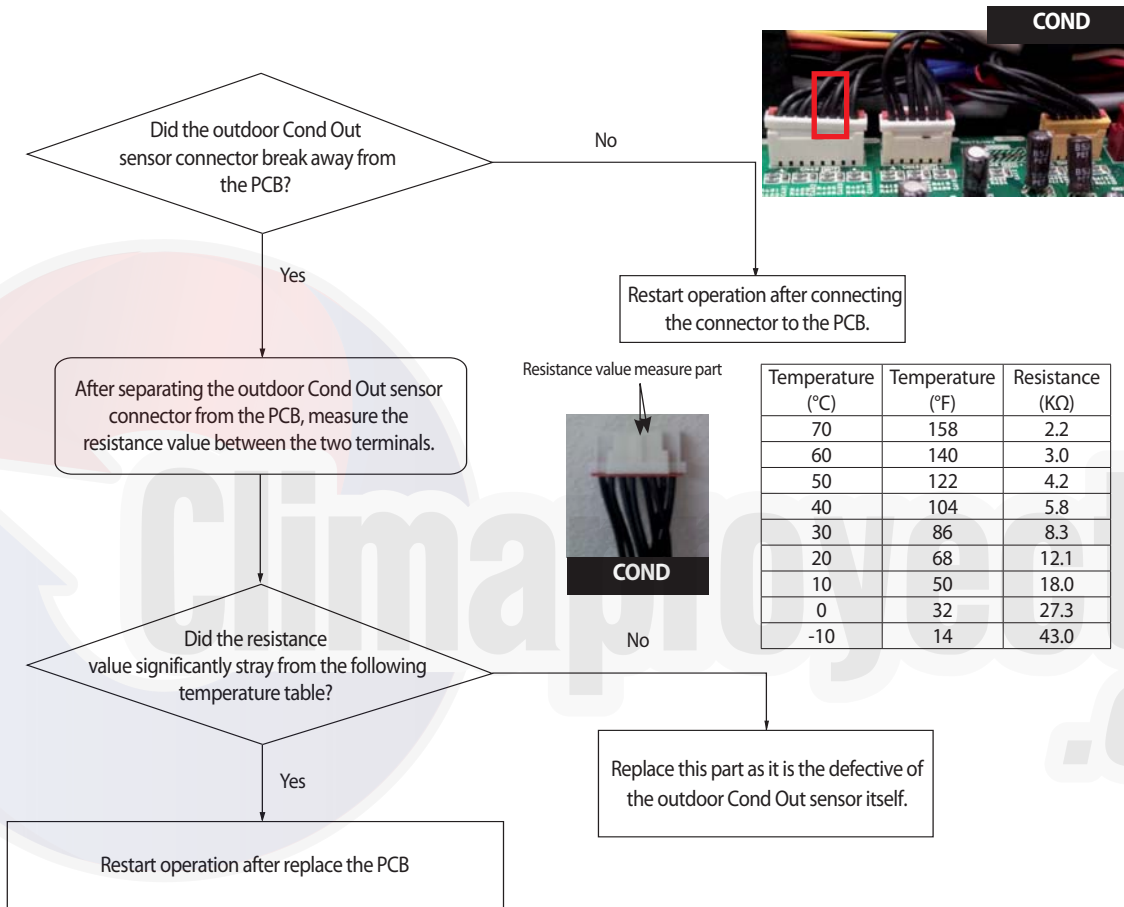 COND
Did the outdoor Cond Out
sensor connector break away from
the PCB?
No
Yes
Restart operation after connecting
the connector to the PCB.
After separating the outdoor Cond Out sensor
connector from the PCB, measure the
resistance value between the two terminals.
Resistance value measure part
COND
Temperature (°C) Temperature (°F) Resistance (KΩ)
70 158 2.2
60 140 3.0
50 122 4.2
40 104 5.8
30 86 8.3
20 68 12.1
10 50 18.0
0 32 27.3
-10 14 43.0
Did the resistance
value significantly stray from the following
temperature table?
No
Yes
Replace this part as it is the defective of
the outdoor Cond Out sensor itself.
Restart operation after replace the PCB
Climaproyect